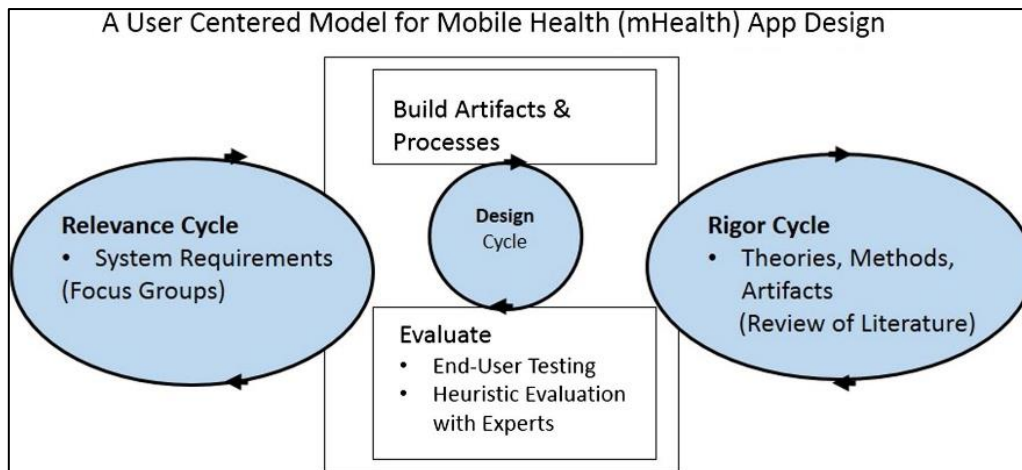 A User Centered Model for Mobile Health (mHealth) App Design
Build Artifacts &
Processes
Relevance Cycle
• System Requirements
(Focus Groups)
Design
Cycle
Rigor Cycle
• Theories, Methods,
Artifacts
(Review of Literature)
Evaluate
• End-User Testing
• Heuristic Evaluation
with Experts